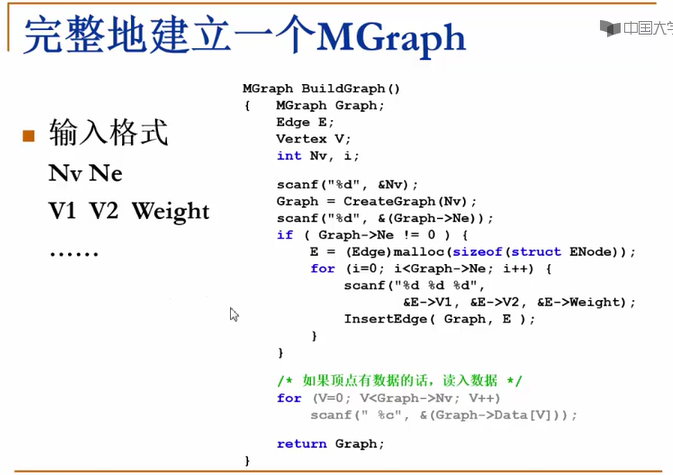 完整地建立一个MGraph
中国大学
输入格式
Nv Ne
V1 V2 Weight
……
MGraph BuildGraph()
{ MGraph Graph;
Edge E;
Vertex V;
int Nv, i;
scanf("%d", &Nv);
Graph = CreateGraph(Nv);
scanf("%d", &(Graph->Ne));
if ( Graph->Ne != 0 ) {
E = (Edge)malloc(sizeof(struct ENode));
for (i=0; i<Graph->Ne; i++) {
scanf("%d %d %d",
&E->V1, &E->V2, &E->Weight);
InsertEdge( Graph, E );
}
}
/* 如果顶点有数据的话，读入数据 */
for (V=0; V<Graph->Nv; V++)
scanf(" %c", &(Graph->Data[V]));
return Graph;
}